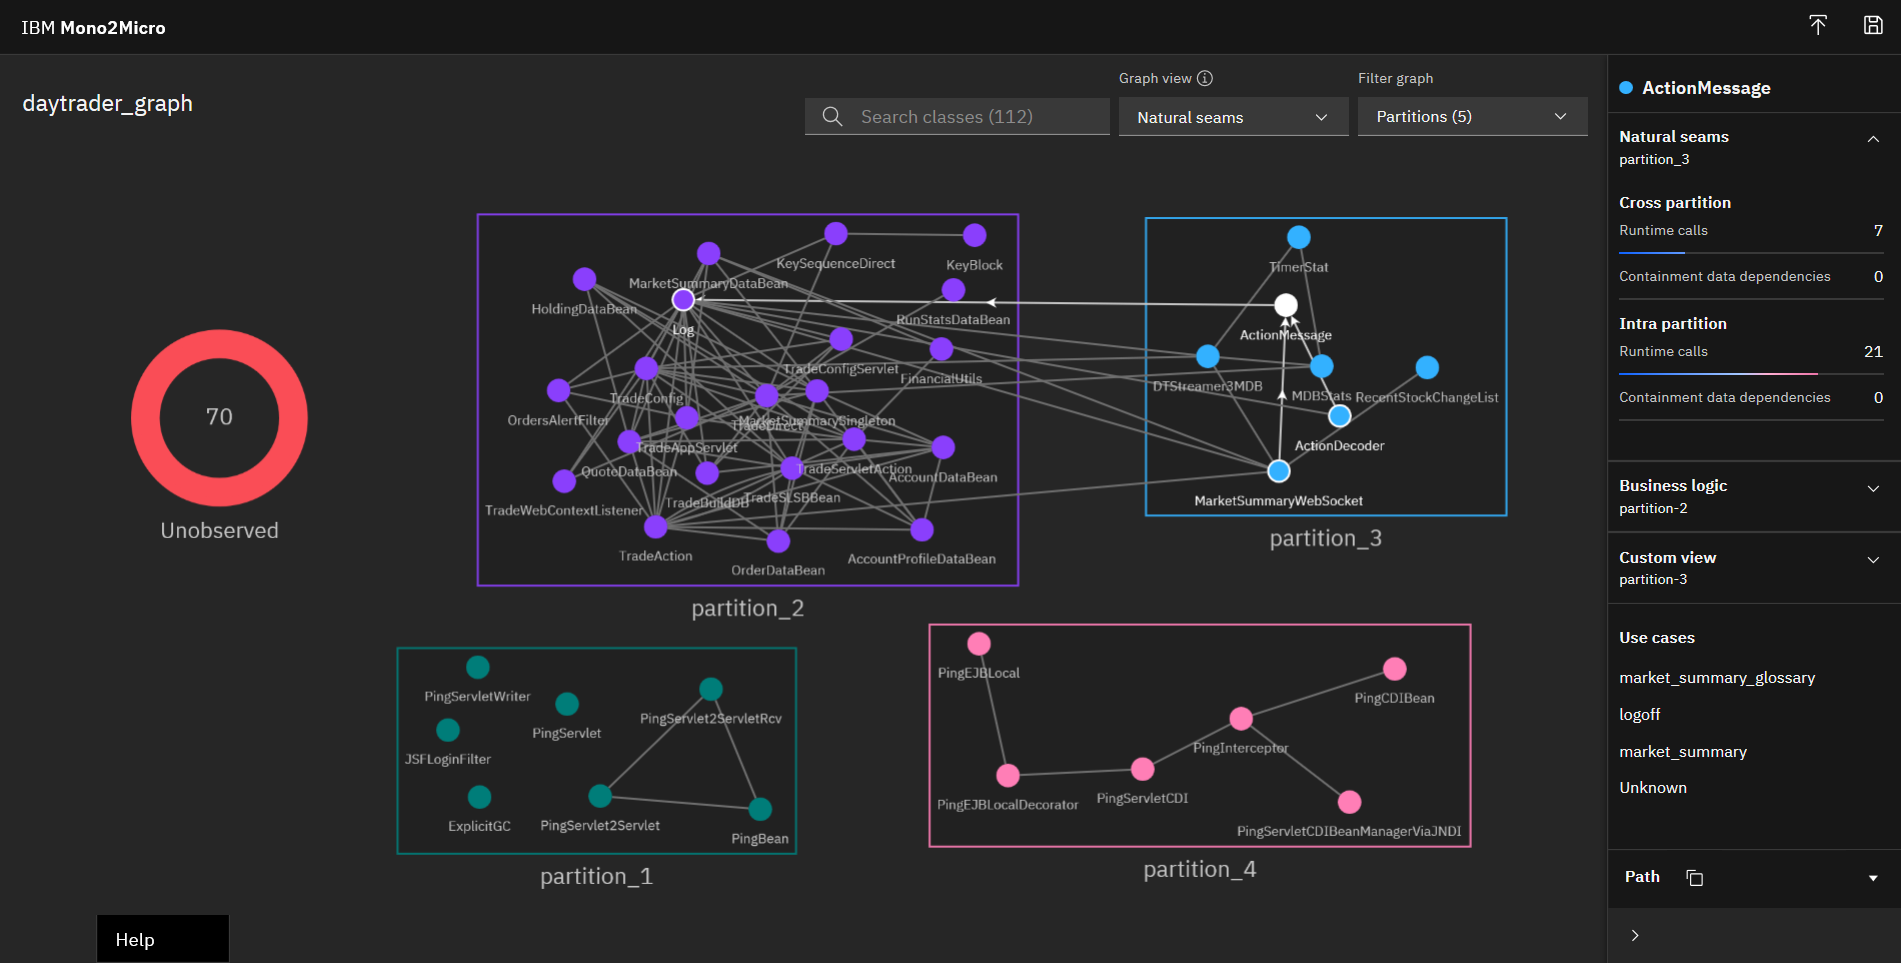 IBM Mono2Micro
daytrader_graph
Graph view
Filter graph
Search classes (112)
Natural seams
Partitions (5)
70
Unobserved
KeySequenceDirect
KeyBlock
MarketSummaryDataBean
HoldingDataBean
RunStatsDataBean
Log
TradeConfigServlet
FinancialUtils
TradeConfig
OrdersAlertFilter
MarketSummarySingleton
TradeDirect
TradeAppServlet
QuoteDataBean
TradeServletAction
AccountDataBean
TradeBuildDB
TradeSLSBBean
TradeWebContextListener
TradeAction
OrderDataBean
AccountProfileDataBean
partition_2
TimerStat
ActionMessage
DTStreamer3MDB
MDBStats
RecentStockChangeList
ActionDecoder
MarketSummaryWebSocket
partition_3
PingServletWriter
PingServlet2ServletRcv
PingServlet
JSFLoginFilter
ExplicitGC
PingServlet2Servlet
PingBean
partition_1
PingEJBLocal
PingCDIBean
PingInterceptor
PingEJBLocalDecorator
PingServletCDI
PingServletCDIBeanManagerViaJNDI
partition_4
Help
ActionMessage
Natural seams
partition_3
Cross partition
Runtime calls 7
Containment data dependencies 0
Intra partition
Runtime calls 21
Containment data dependencies 0
Business logic
partition-2
Custom view
partition-3
Use cases
market_summary_glossary
logoff
market_summary
Unknown
Path